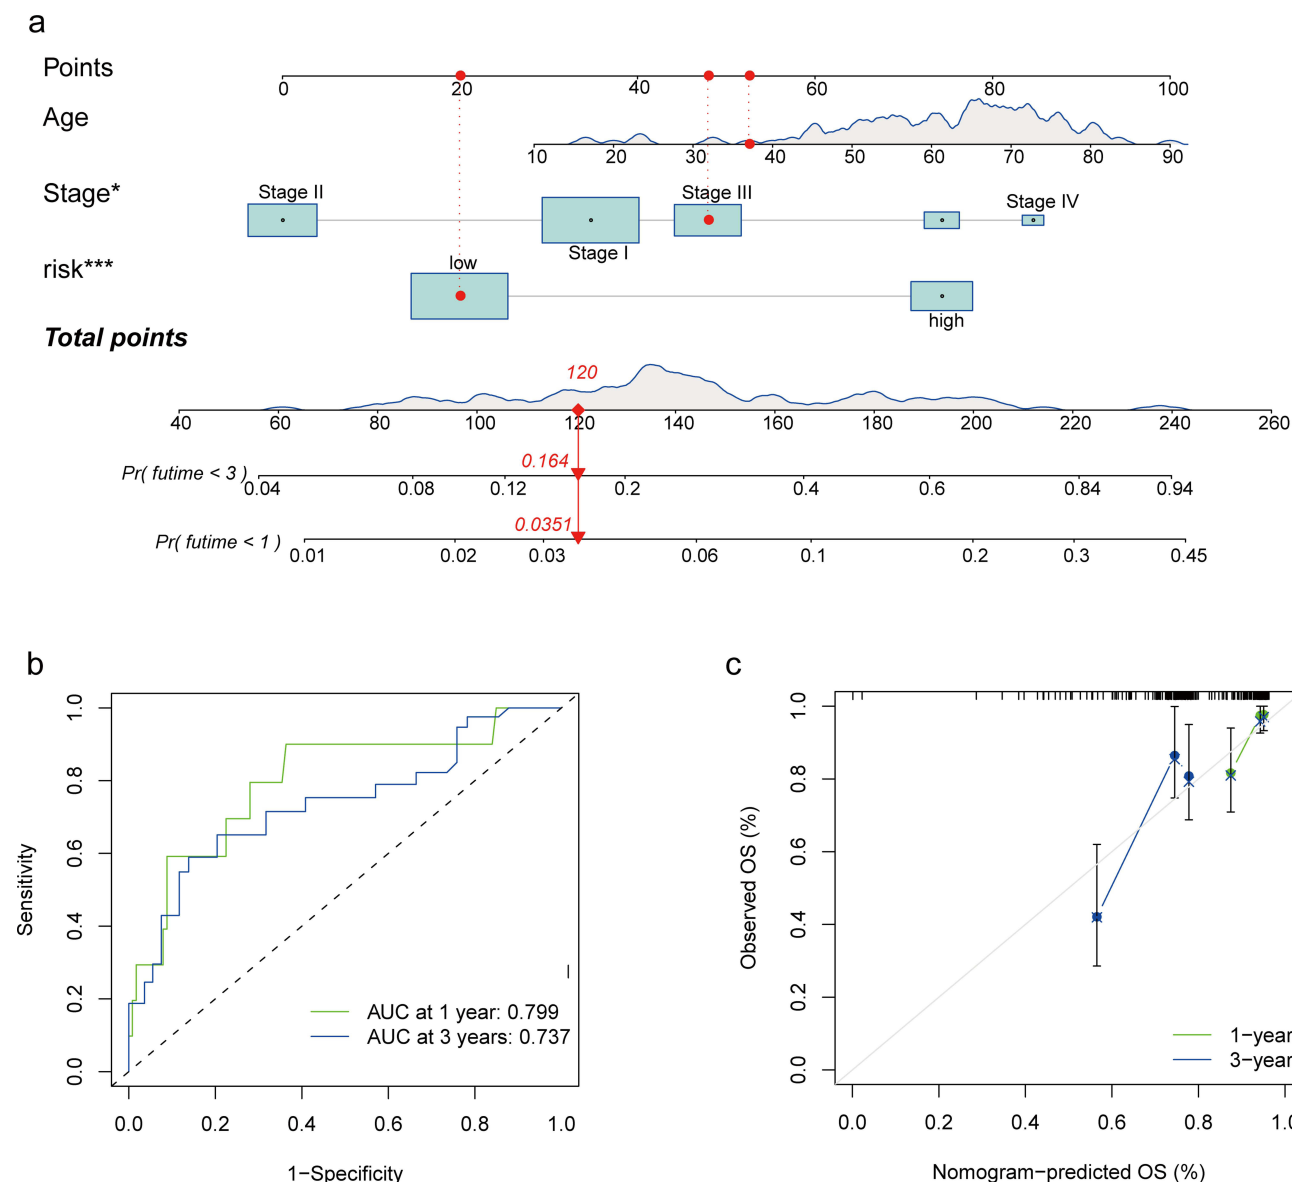 a
Points
0 20 40 60 80 100
Age
10 20 30 40 50 60 70 80 90
Stage*
Stage II
Stage I
Stage III
Stage IV
risk***
low
high
Total points
120
40 60 80 100 120 140 160 180 200 220 240 260
0.164
Pr( futime < 3 )
0.04 0.08 0.12 0.2 0.4 0.6 0.84 0.94
0.0351
Pr( futime < 1 )
0.01 0.02 0.03 0.06 0.1 0.2 0.3 0.45
b
Sensitivity
1.0
0.8
0.6
0.4
0.2
0.0
AUC at 1 year: 0.799
AUC at 3 years: 0.737
0.0 0.2 0.4 0.6 0.8 1.0
1−Specificity
c
Observed OS (%)
1.0
0.8
0.6
0.4
0.2
0.0
1−year
3−year
0.0 0.2 0.4 0.6 0.8 1.0
Nomogram−predicted OS (%)